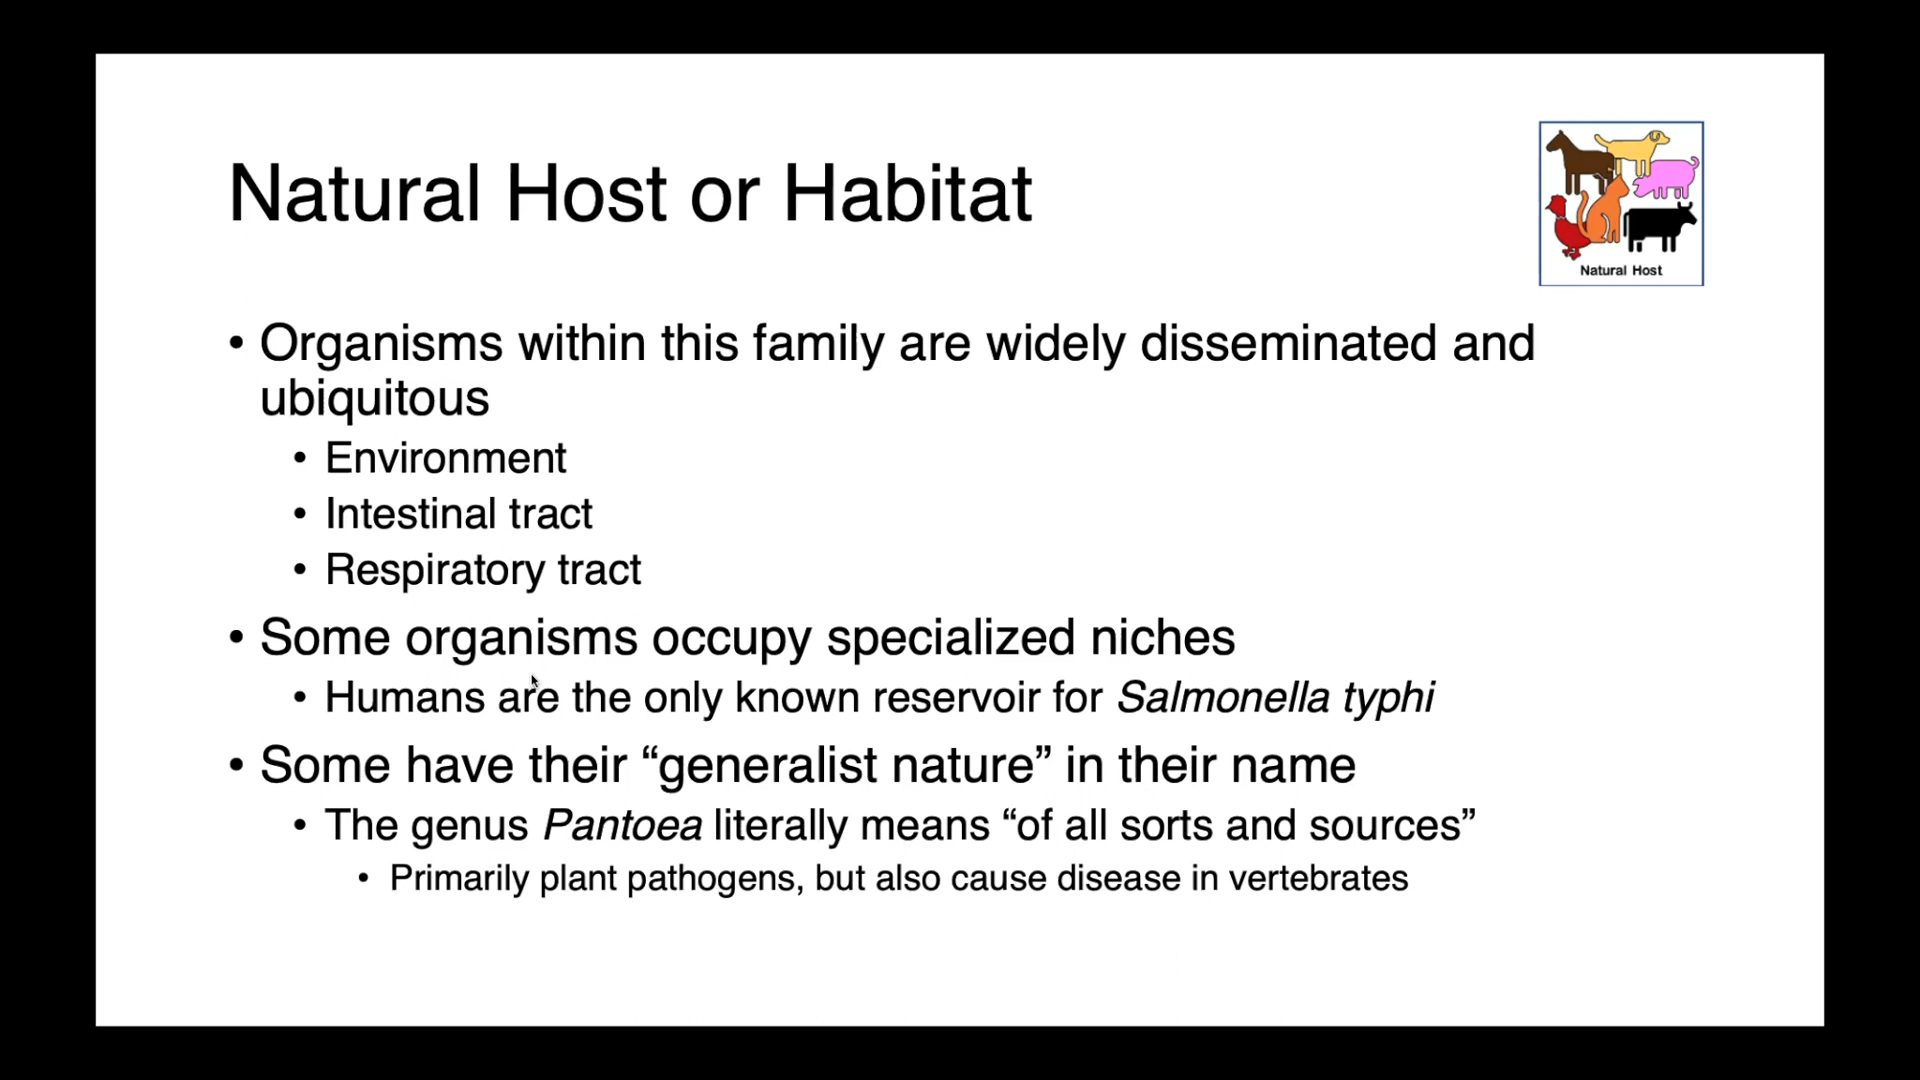 Natural Host or Habitat
Natural Host
• Organisms within this family are widely disseminated and
ubiquitous
• Environment
• Intestinal tract
• Respiratory tract
• Some organisms occupy specialized niches
• Humans are the only known reservoir for Salmonella typhi
• Some have their “generalist nature” in their name
• The genus Pantoea literally means “of all sorts and sources”
• Primarily plant pathogens, but also cause disease in vertebrates